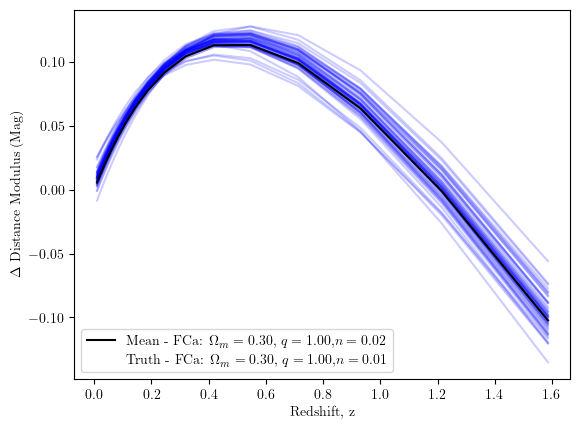 Δ Distance Modulus (Mag)
0.10
0.05
0.00
−0.05
−0.10
Mean - FCa: Ωm = 0.30, q = 1.00,n = 0.02
Truth - FCa: Ωm = 0.30, q = 1.00,n = 0.01
0.0 0.2 0.4 0.6 0.8 1.0 1.2 1.4 1.6
Redshift, z